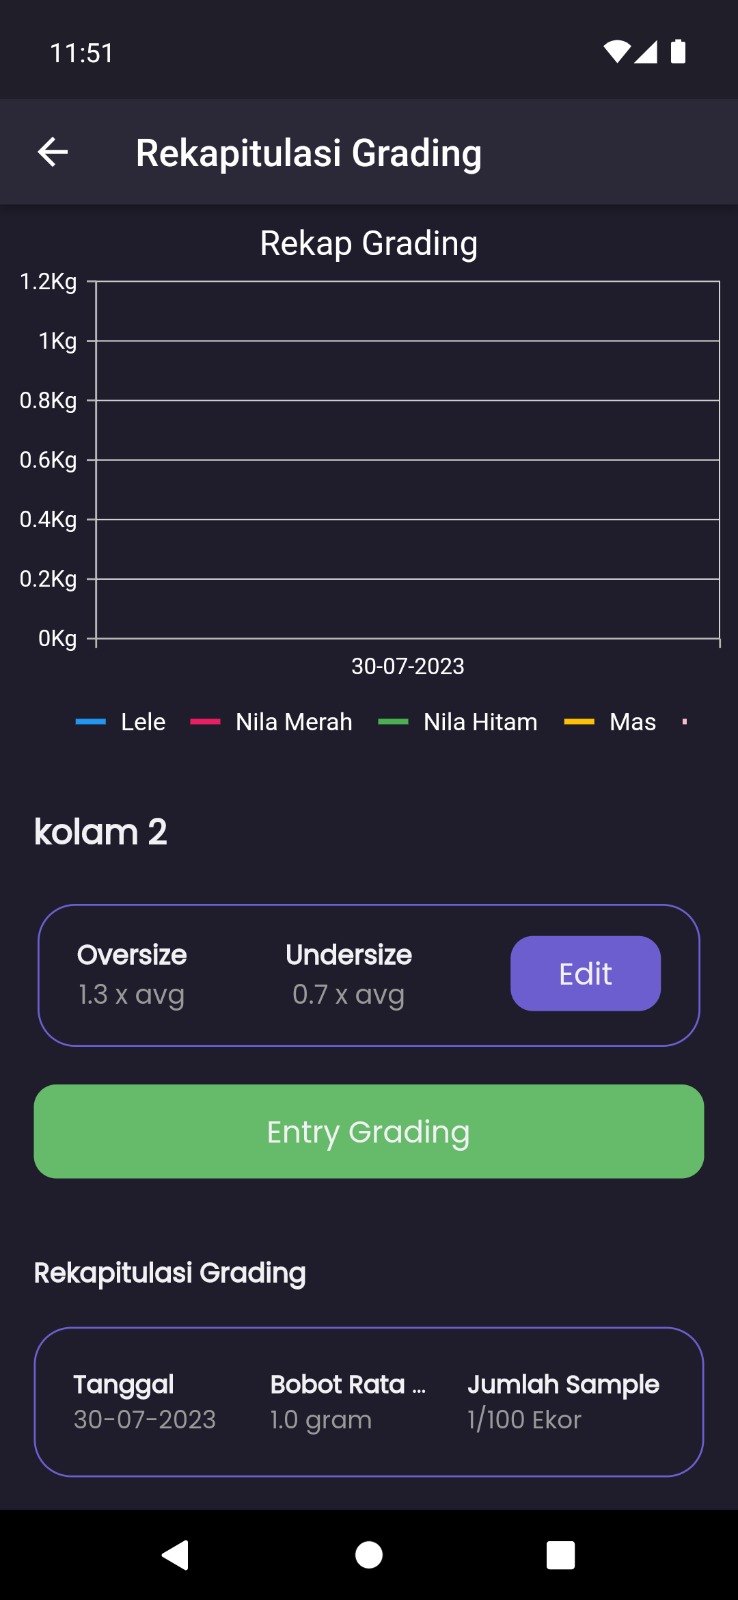 11:51
Rekapitulasi Grading
Rekap Grading
1.2Kg
1Kg
0.8Kg
0.6Kg
0.4Kg
0.2Kg
0Kg
30-07-2023
Lele Nila Merah Nila Hitam Mas
kolam 2
Oversize Undersize
1.3 x avg 0.7 x avg
Edit
Entry Grading
Rekapitulasi Grading
Tanggal Bobot Rata ... Jumlah Sample
30-07-2023 1.0 gram 1/100 Ekor